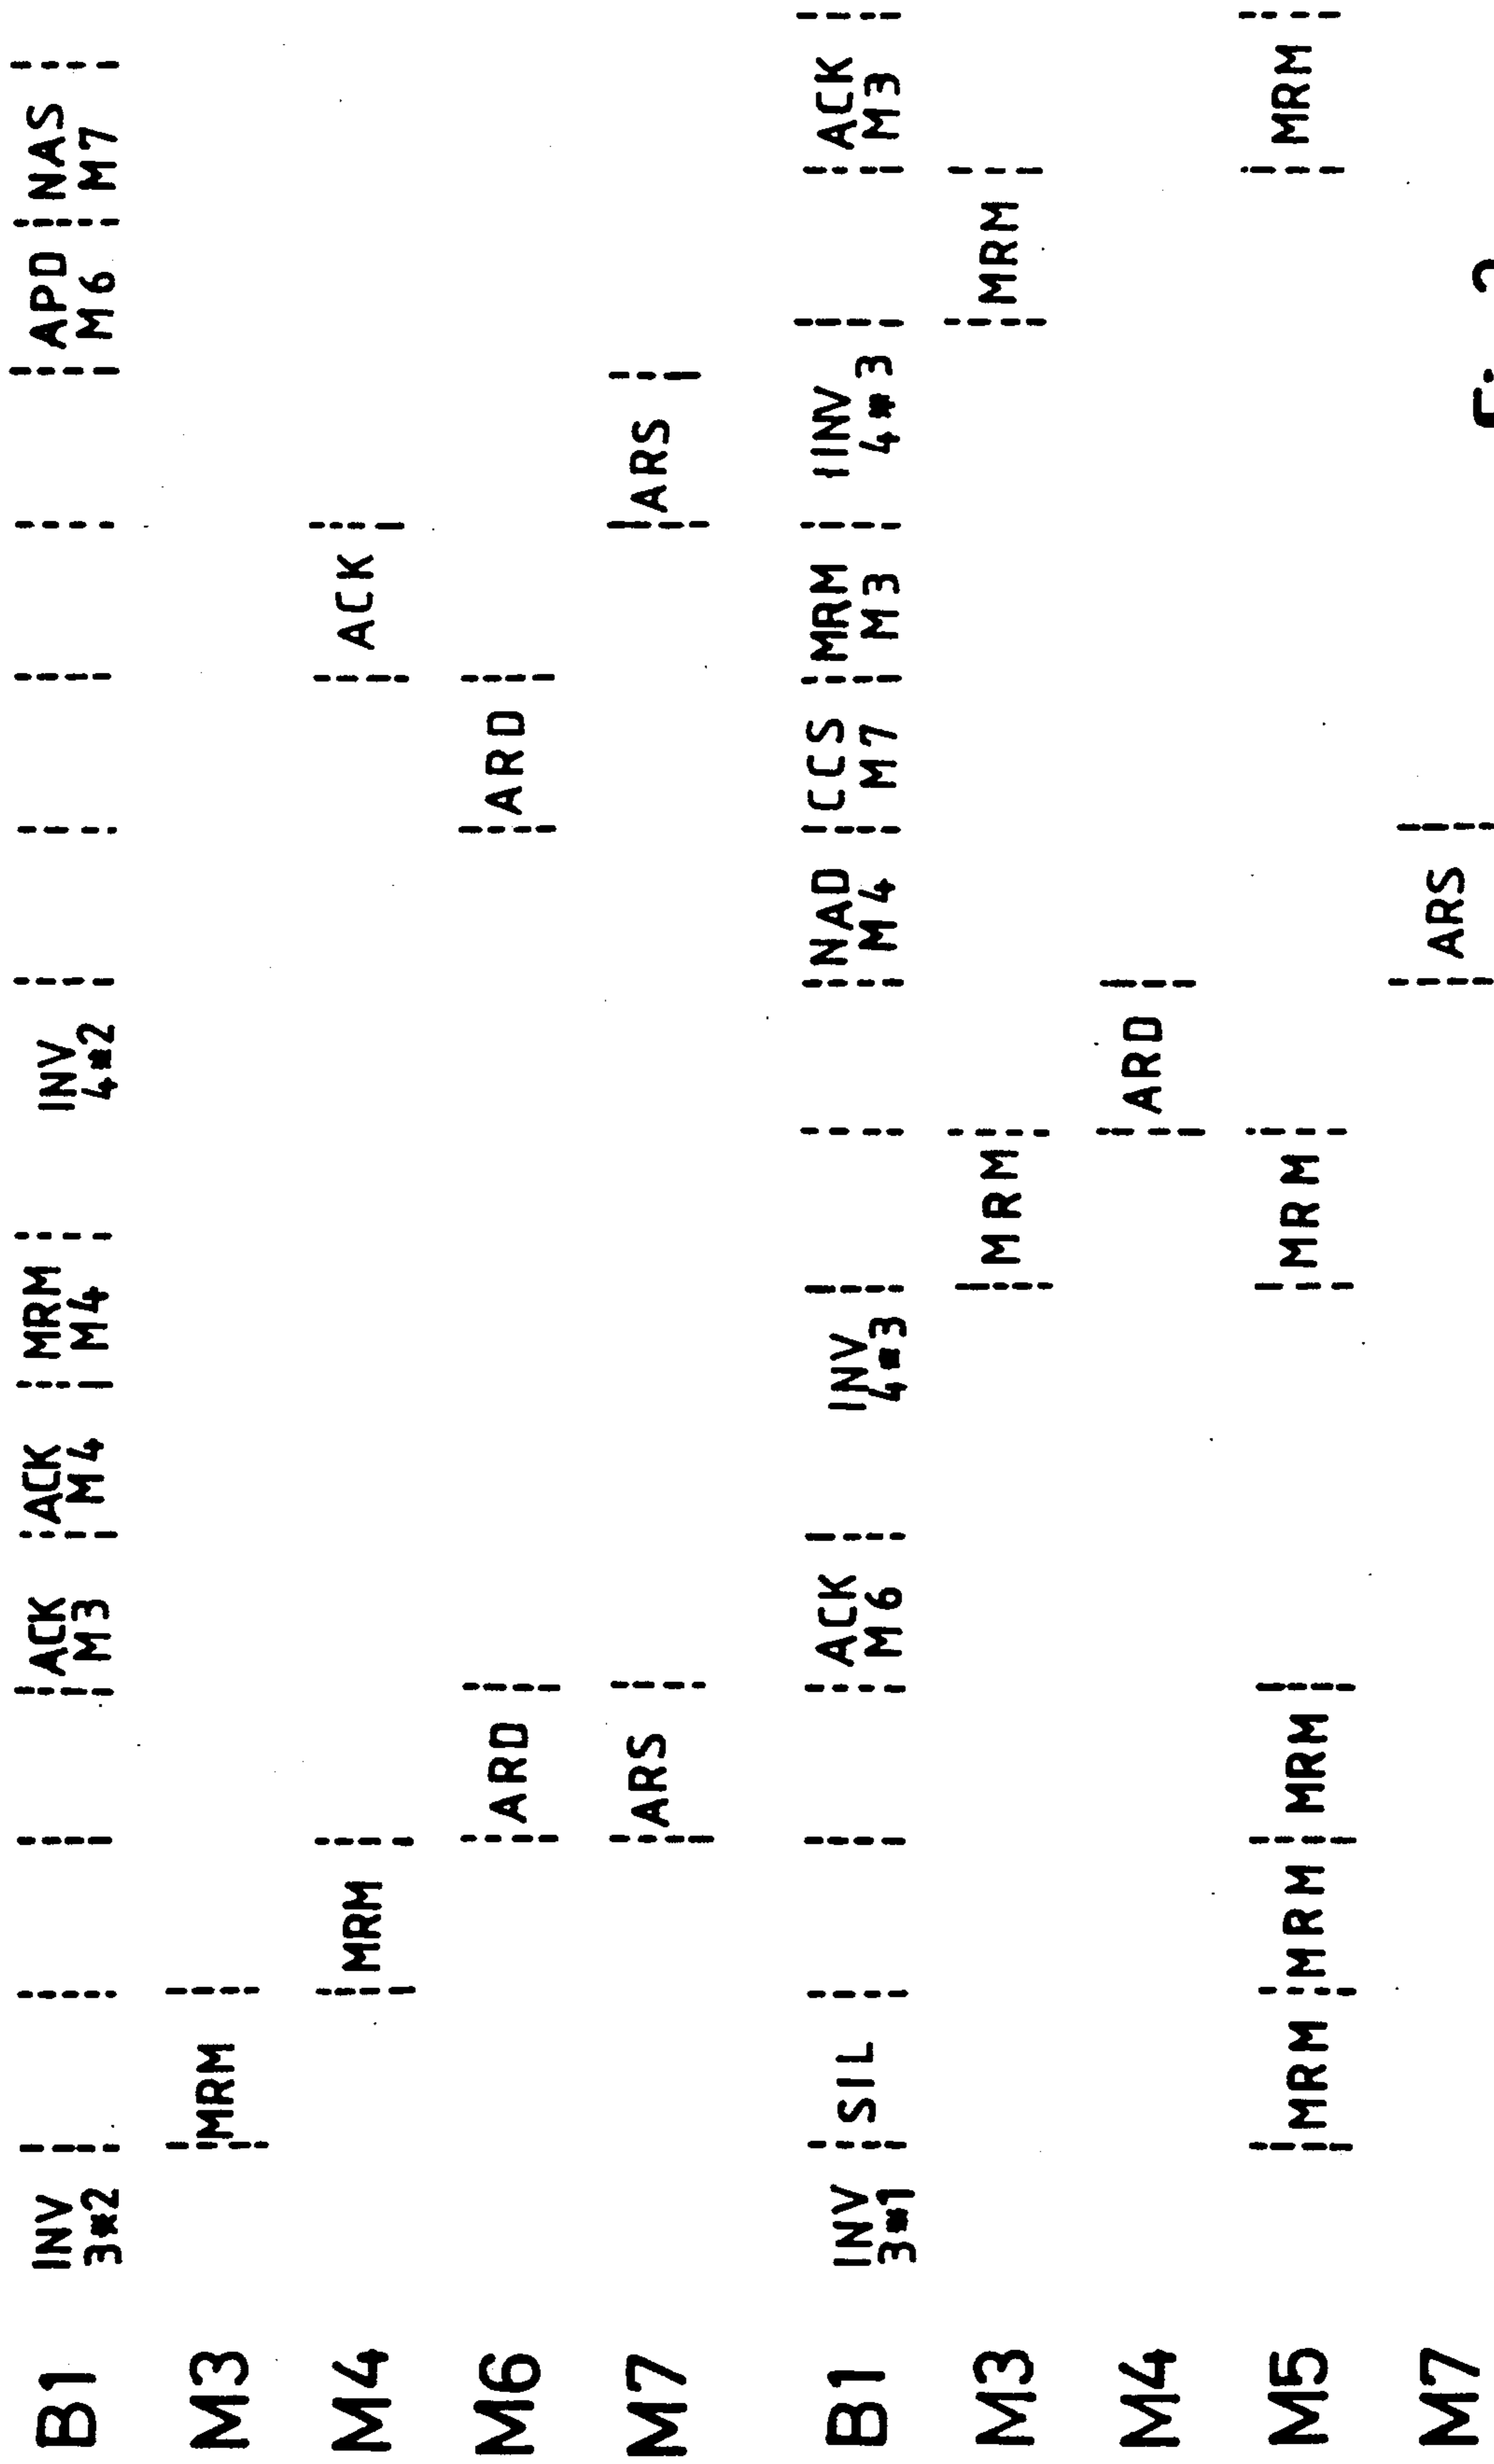 B1 INV ACK ACK MRM INV APD NAS
3*2 M3 M4 M4 4*2 M6 M7
M3 MRM
M4 MRM ACK
M6 ARD ARD
M7 ARS ARS
B1 INV SIL ACK INV NAD CCS MRM IINV ACK
3*1 M6 4*3 M4 M7 M3 4*3 M3
M3 MRM MRM
M4 ARD
M5 MRM MRM MRM MRM MRM
M7 ARS